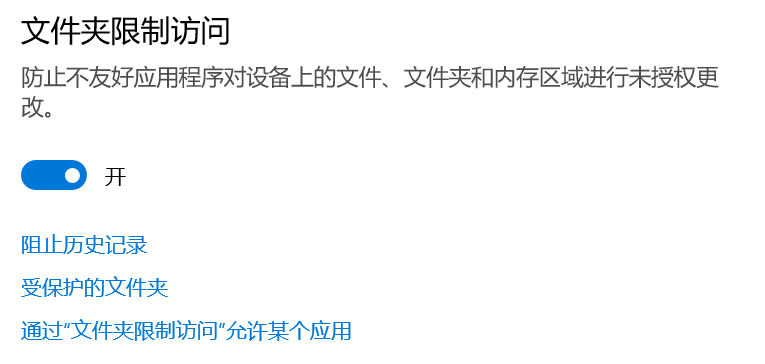 文件夹限制访问
防止不友好应用程序对设备上的文件、文件夹和内存区域进行未授权更
改。
开
阻止历史记录
受保护的文件夹
通过“文件夹限制访问”允许某个应用